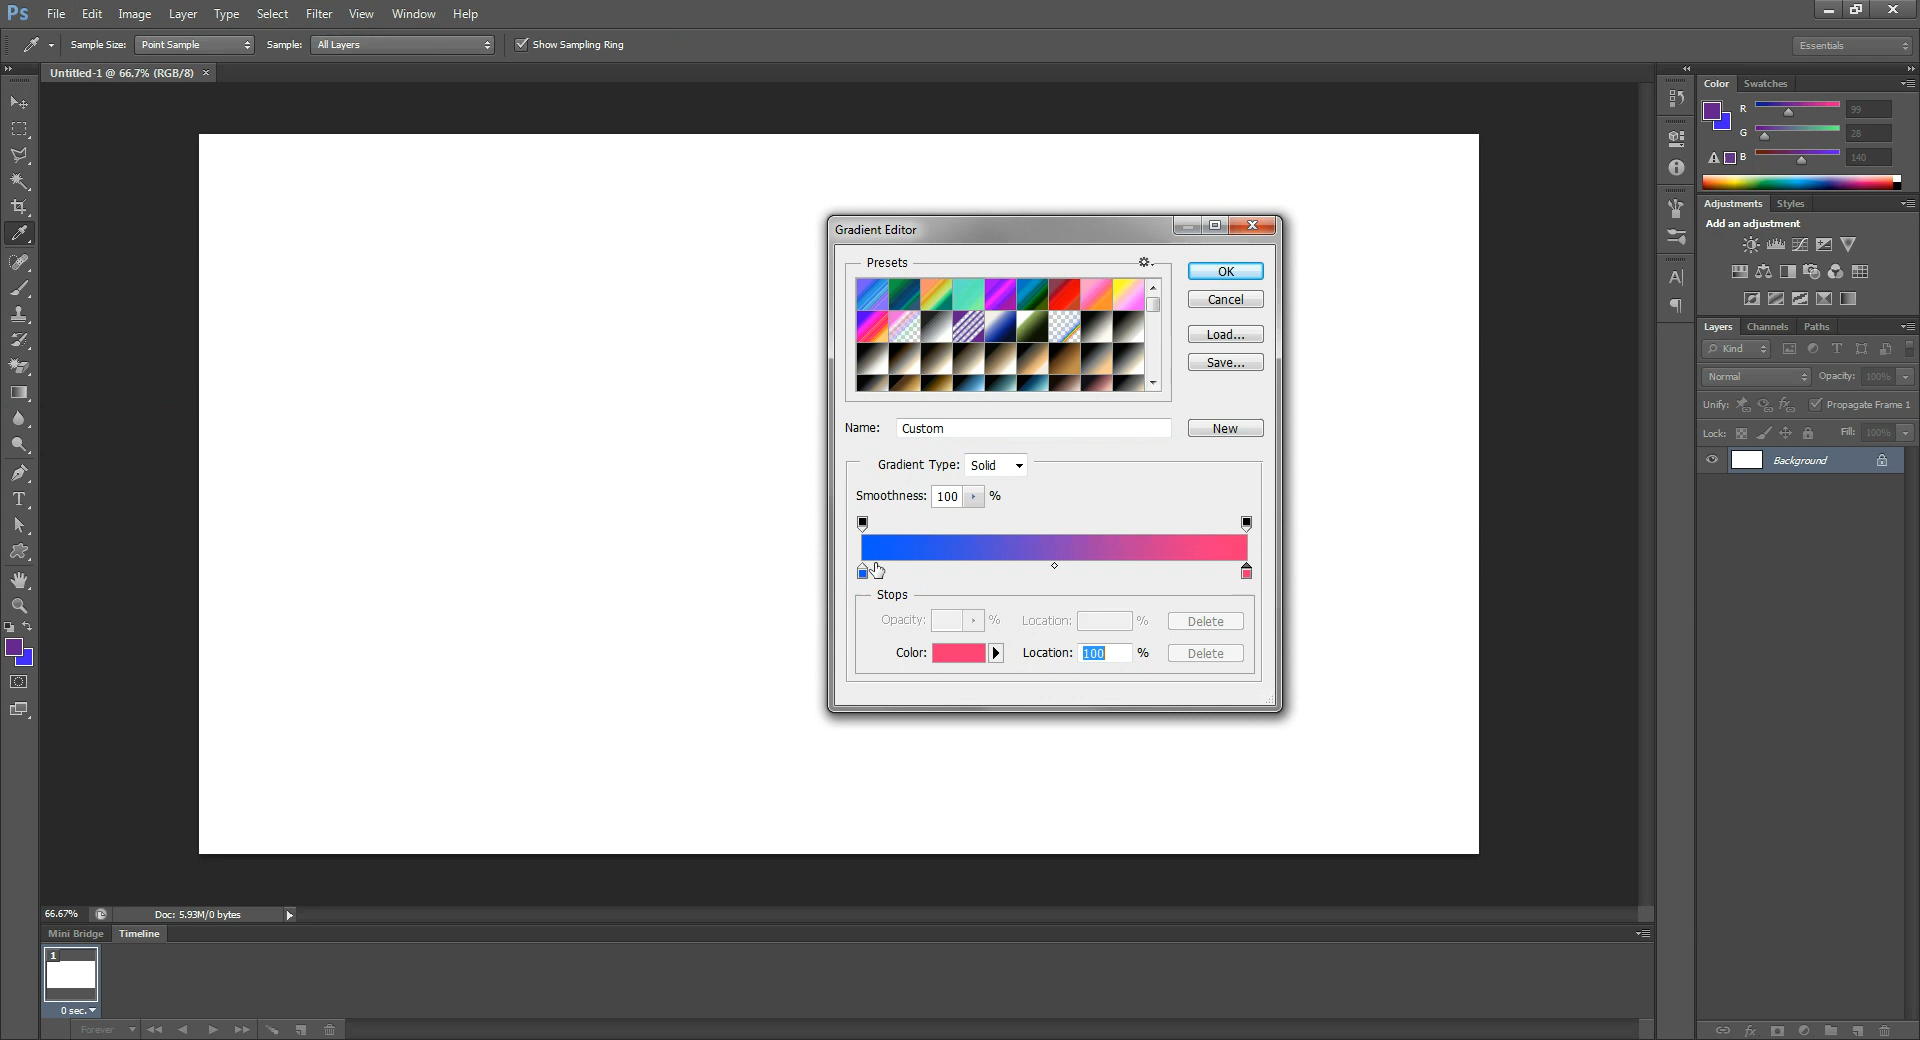 Ps File Edit Image Layer Type Select Filter View Window Help
Sample Size: Point Sample Sample: All Layers Show Sampling Ring Essentials
Untitled-1 @ 66.7% (RGB/8) ×
Color Swatches
R 99
G 28
B 140
Adjustments Styles
Add an adjustment
Layers Channels Paths
Kind T
Normal Opacity: 100%
Unify: Propagate Frame 1
Lock: Fill: 100%
Background
Gradient Editor
Presets
OK
Cancel
Load...
Save...
Name: Custom New
Gradient Type: Solid
Smoothness: 100 %
Stops
Opacity: % Location: % Delete
Color: Location: 100 % Delete
66.67% Doc: 5.93M/0 bytes
Mini Bridge Timeline
1
0 sec.
Forever
fx